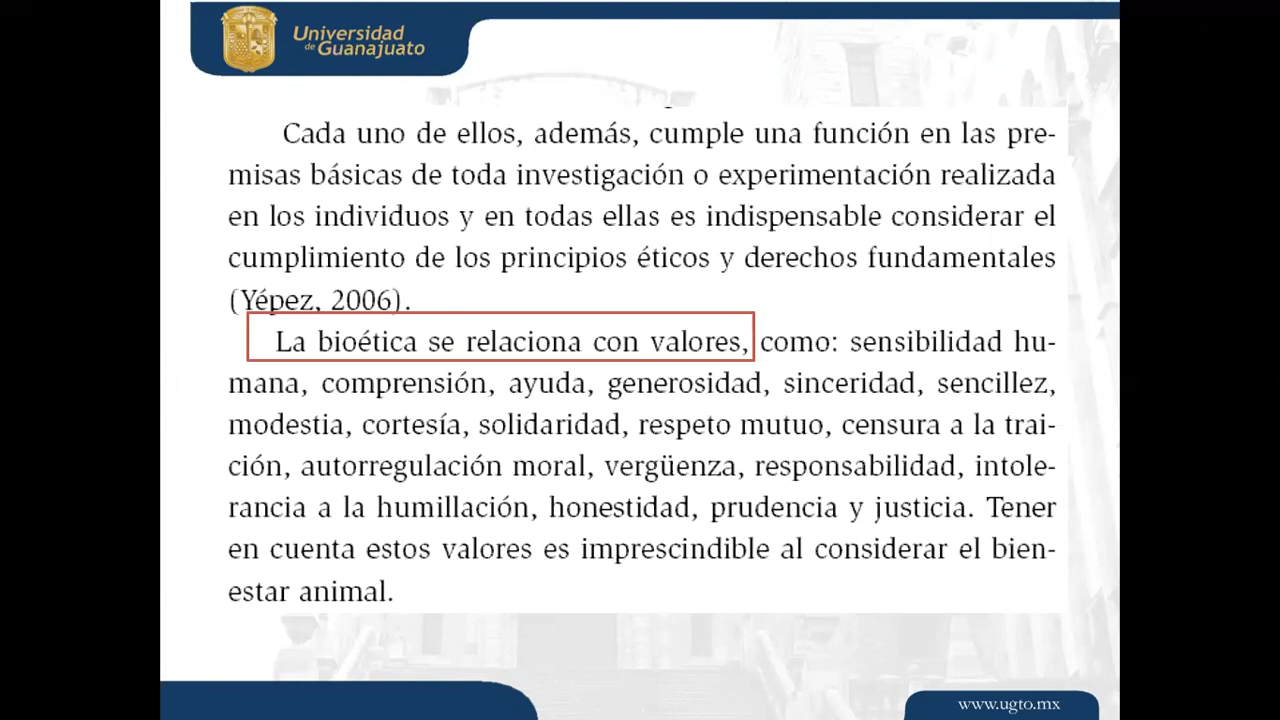 Universidad
de Guanajuato
Cada uno de ellos, además, cumple una función en las pre-
misas básicas de toda investigación o experimentación realizada
en los individuos y en todas ellas es indispensable considerar el
cumplimiento de los principios éticos y derechos fundamentales
(Yépez, 2006).
La bioética se relaciona con valores, como: sensibilidad hu-
mana, comprensión, ayuda, generosidad, sinceridad, sencillez,
modestia, cortesía, solidaridad, respeto mutuo, censura a la trai-
ción, autorregulación moral, vergüenza, responsabilidad, intole-
rancia a la humillación, honestidad, prudencia y justicia. Tener
en cuenta estos valores es imprescindible al considerar el bien-
estar animal.
www.ugto.mx